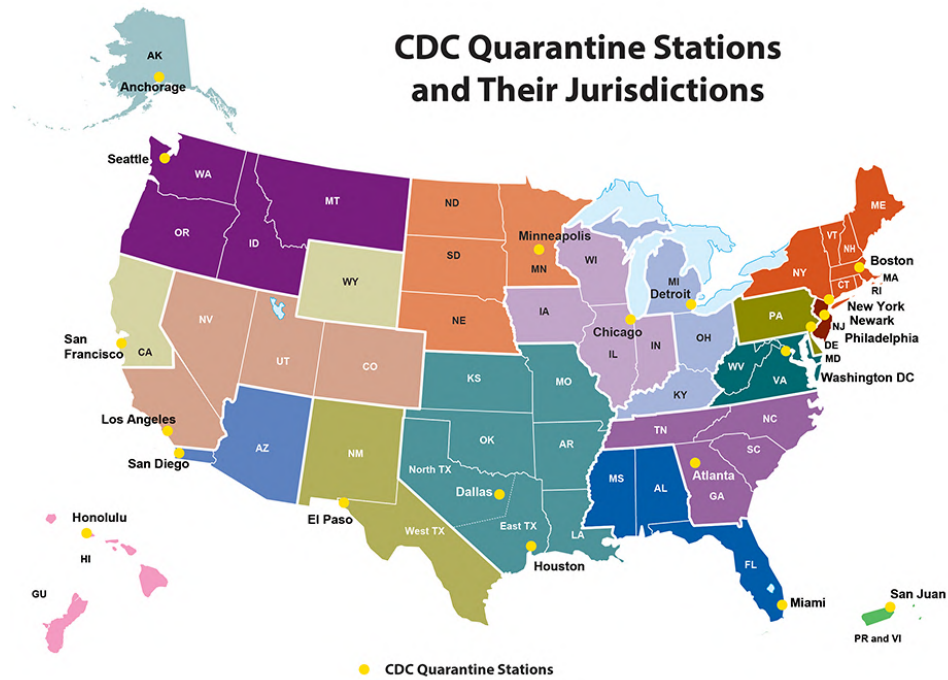 CDC Quarantine Stations
and Their Jurisdictions
AK
Anchorage
Seattle
WA
MT
OR
ID
ND
Minneapolis
MN
SD
WY
NE
WI
MI
Detroit
ME
VT
NH
NY
Boston
MA
CT
RI
New York
Newark
NJ
Philadelphia
PA
DE
MD
Washington DC
San
Francisco
CA
NV
UT
CO
IA
Chicago
IL
IN
OH
WV
VA
KY
KS
MO
Los Angeles
San Diego
AZ
NM
OK
AR
TN
NC
SC
Atlanta
GA
MS
AL
North TX
Dallas
El Paso
West TX
East TX
LA
Houston
FL
Miami
Honolulu
HI
GU
San Juan
PR and VI
CDC Quarantine Stations